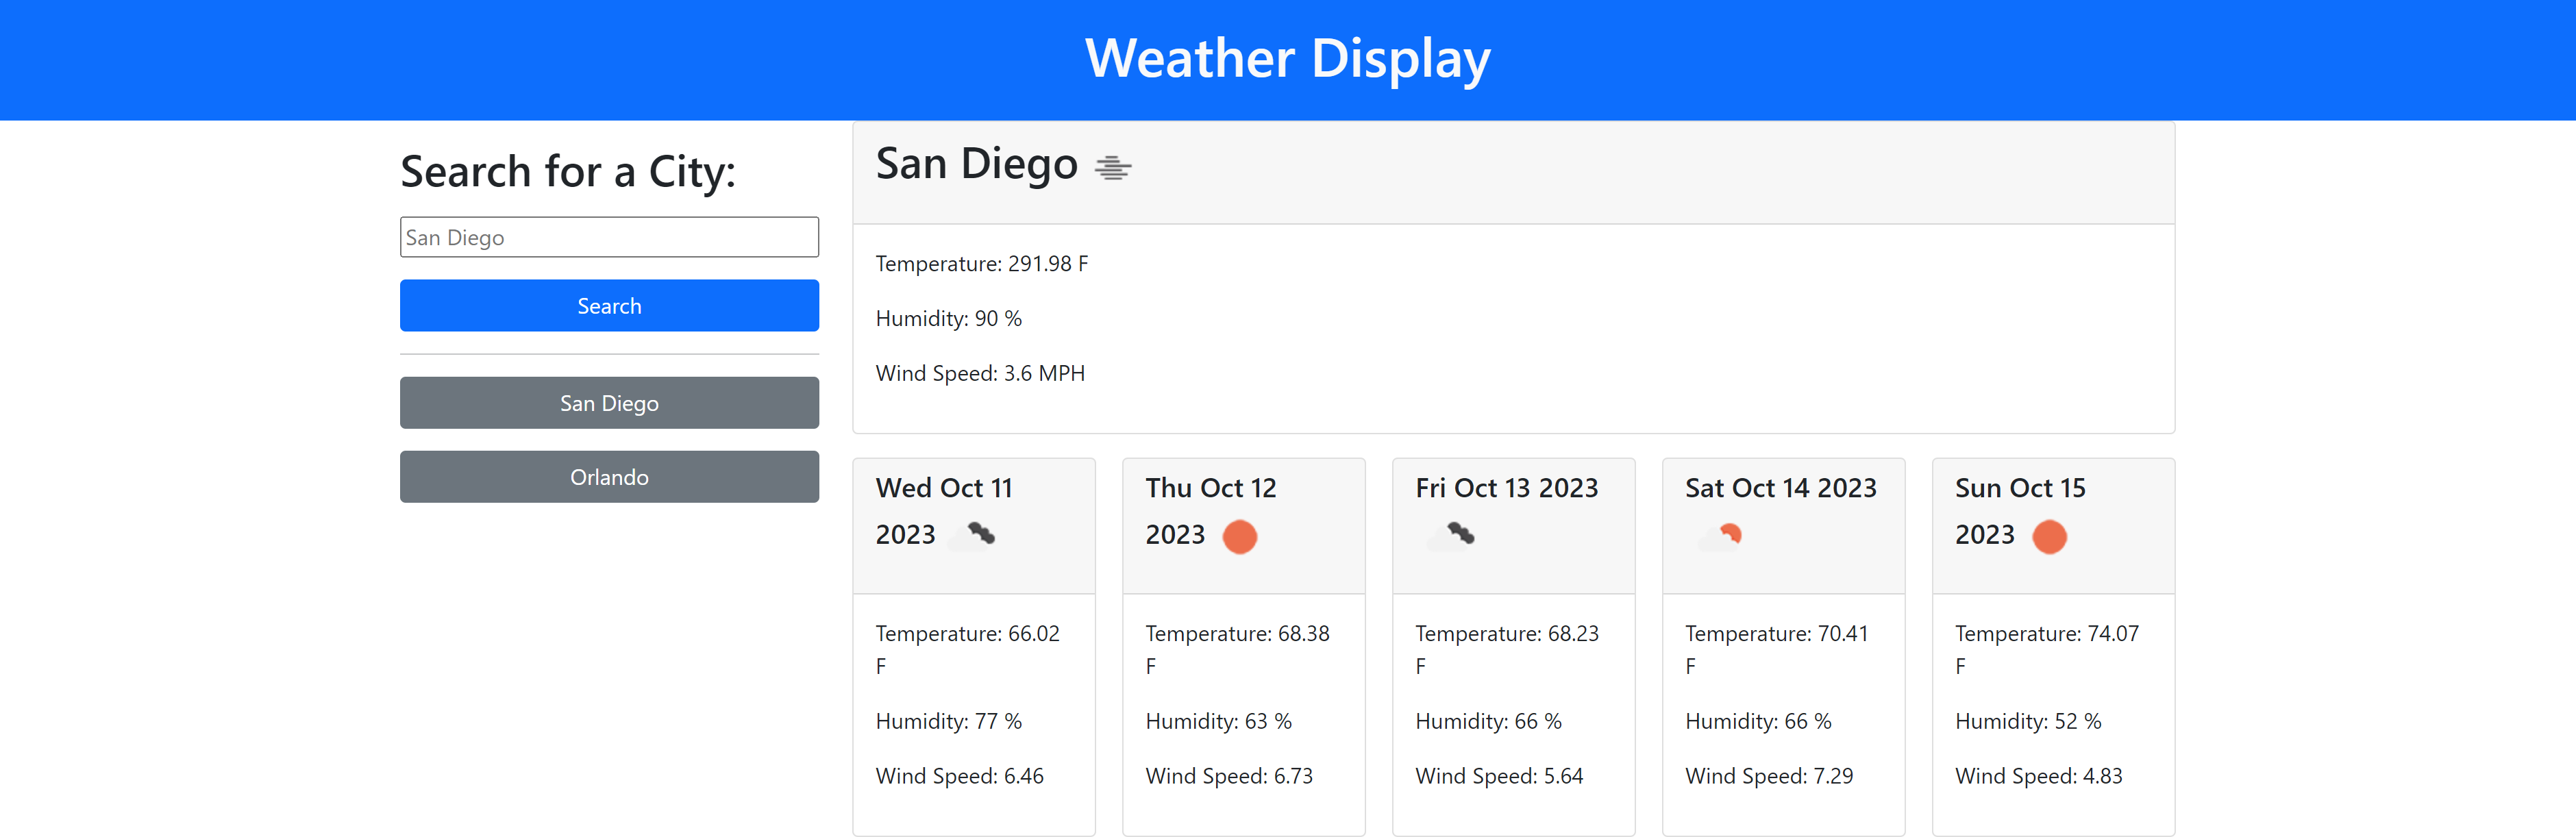 Weather Display
Search for a City:
San Diego
Search
San Diego
Orlando
San Diego
Temperature: 291.98 F
Humidity: 90 %
Wind Speed: 3.6 MPH
Wed Oct 11
2023
Temperature: 66.02
F
Humidity: 77 %
Wind Speed: 6.46
Thu Oct 12
2023
Temperature: 68.38
F
Humidity: 63 %
Wind Speed: 6.73
Fri Oct 13 2023
Temperature: 68.23
F
Humidity: 66 %
Wind Speed: 5.64
Sat Oct 14 2023
Temperature: 70.41
F
Humidity: 66 %
Wind Speed: 7.29
Sun Oct 15
2023
Temperature: 74.07
F
Humidity: 52 %
Wind Speed: 4.83